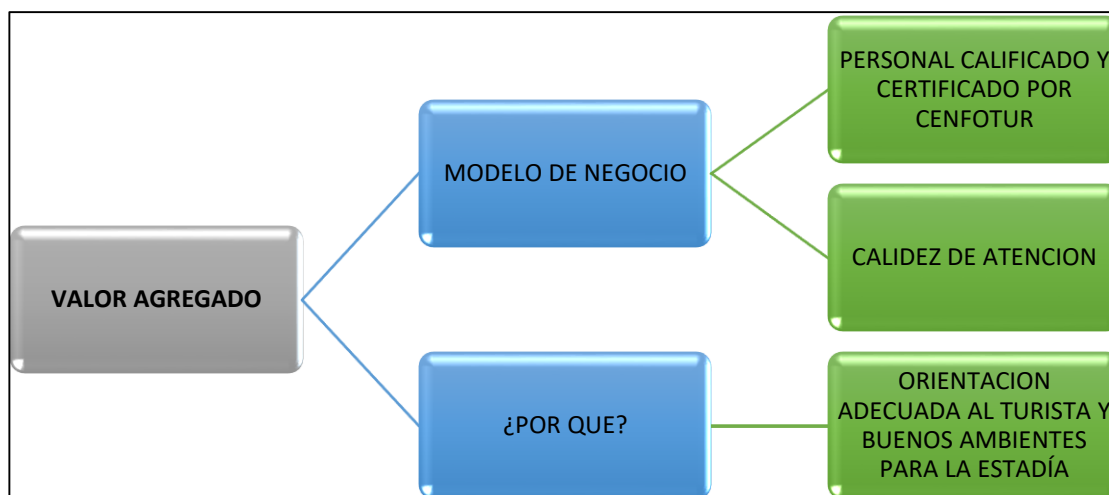 VALOR AGREGADO
MODELO DE NEGOCIO
PERSONAL CALIFICADO Y
CERTIFICADO POR
CENFOTUR
CALIDEZ DE ATENCION
¿POR QUE?
ORIENTACION
ADECUADA AL TURISTA Y
BUENOS AMBIENTES
PARA LA ESTADÍA